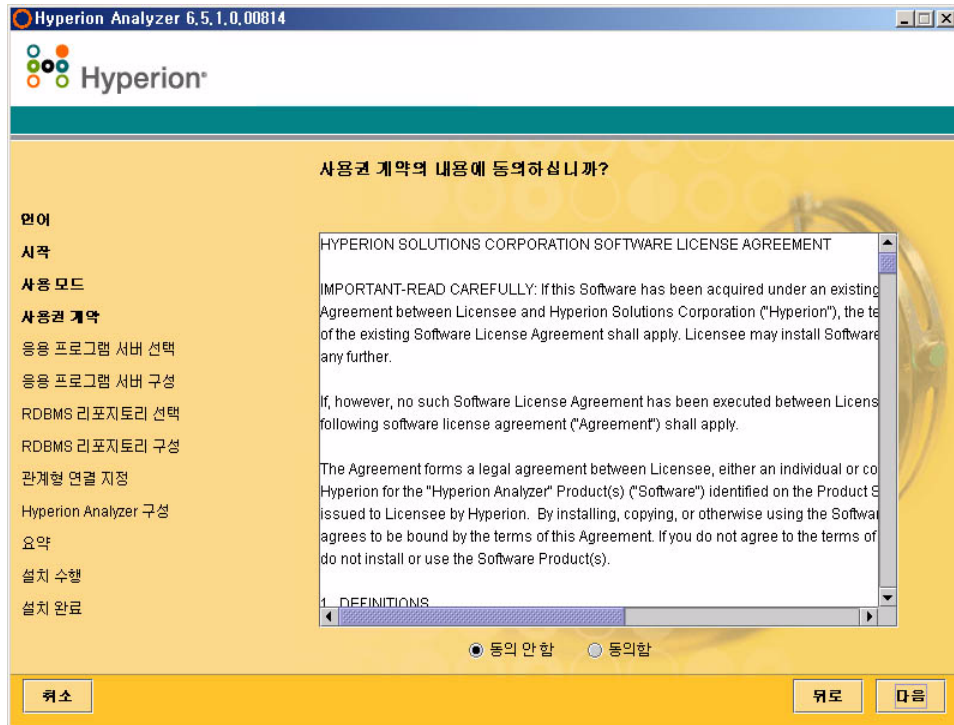 Hyperion Analyzer 6.5.1.0.00814
Hyperion
사용권 계약의 내용에 동의하십니까?
언어
시작
사용 모드
사용권 계약
응용 프로그램 서버 선택
응용 프로그램 서버 구성
RDBMS 리포지토리 선택
RDBMS 리포지토리 구성
관계형 연결 지정
Hyperion Analyzer 구성
요약
설치 수행
설치 완료
HYPERION SOLUTIONS CORPORATION SOFTWARE LICENSE AGREEMENT
IMPORTANT-READ CAREFULLY: If this Software has been acquired under an existing
Agreement between Licensee and Hyperion Solutions Corporation ("Hyperion"), the te
of the existing Software License Agreement shall apply. Licensee may install Software
any further.
If, however, no such Software License Agreement has been executed between Licens
following software license agreement ("Agreement") shall apply.
The Agreement forms a legal agreement between Licensee, either an individual or co
Hyperion for the "Hyperion Analyzer" Product(s) ("Software") identified on the Product S
issued to Licensee by Hyperion. By installing, copying, or otherwise using the Softwar
agrees to be bound by the terms of this Agreement. If you do not agree to the terms of
do not install or use the Software Product(s).
1. DEFINITIONS
동의 안 함 동의함
취소 뒤로 다음